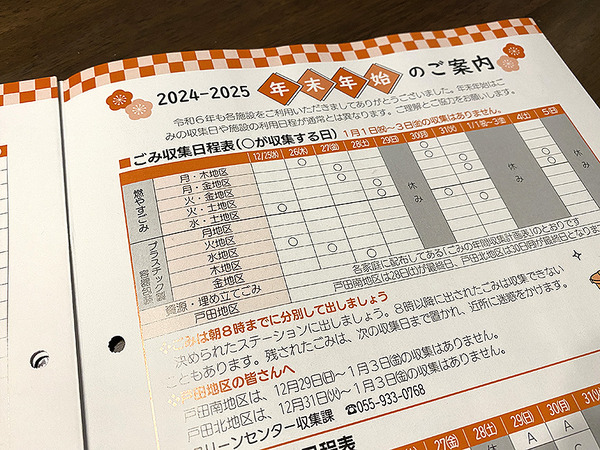 2024-2025 年末年始 のご案内
令和6年も各施設をご利用いただきましてありがとうございました。年末年始はご
みの収集日や施設の利用日程が通常とは異なります。ご理解とご協力をお願いします。
■ごみ収集日程表(○が収集する日) 1月1日㈷~3日㈮の収集はありません。
12/25㈬ 26㈭ 27㈮ 28㈯ 29㈰ 30㈪ 31㈫ 1/1㈷~3㈮ 4㈯ 5㈰
燃やすごみ
月・木地区
月・金地区
火・金地区
火・土地区
水・土地区
プラスチック製
容器包装
月地区
火地区
水地区
木地区
金地区
休み 休み 休み
資源・埋め立てごみ 各家庭に配布してある「ごみの年間収集計画表」のとおりです
戸田地区 戸田南地区は28日㈯が最終日、戸田北地区は30日㈪が最終日となりま
ごみは朝8時までに分別して出しましょう
決められたステーションに出しましょう。8時以降に出されたごみは収集できない
こともあります。残されたごみは、次の収集日まで置かれ、近所に迷惑をかけます。
戸田地区の皆さんへ
戸田南地区は、12月29日㈰~1月3日㈮の収集はありません。
戸田北地区は、12月31日㈫~1月3日㈮の収集はありません。
クリーンセンター収集課 ☎055-933-0768
日程表
27㈮ 28㈯ 29㈰ 30㈪ 31㈫
休 A A